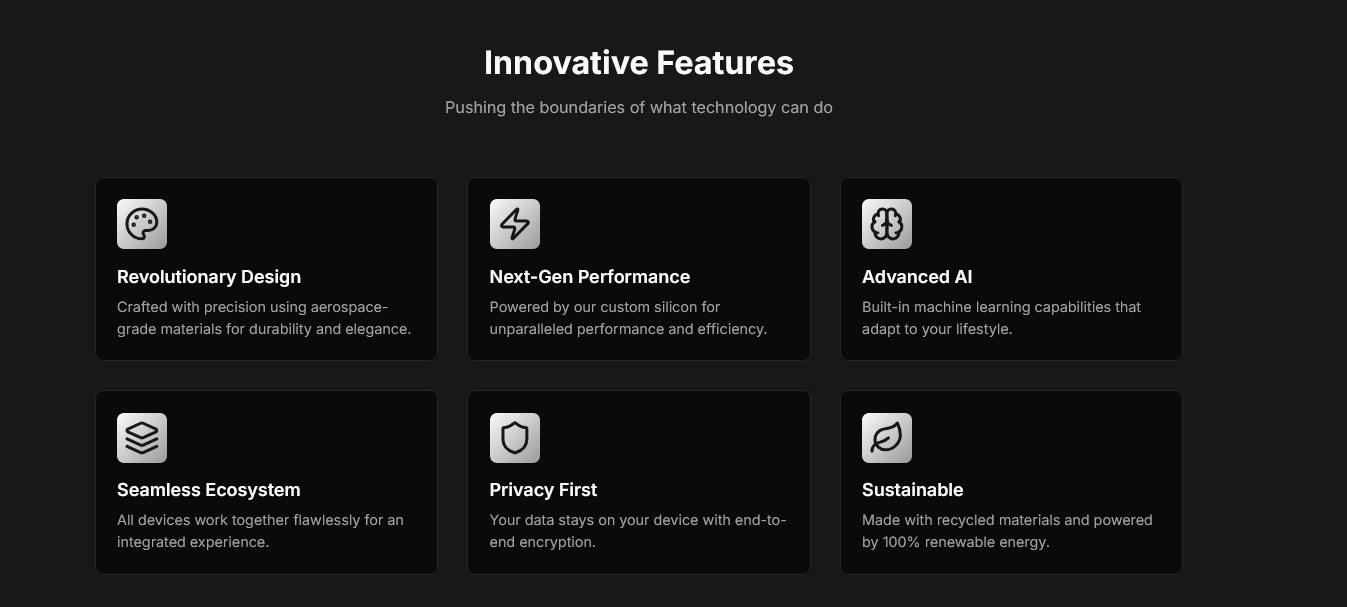 Innovative Features
Pushing the boundaries of what technology can do
Revolutionary Design
Crafted with precision using aerospace-
grade materials for durability and elegance.
Next-Gen Performance
Powered by our custom silicon for
unparalleled performance and efficiency.
Advanced AI
Built-in machine learning capabilities that
adapt to your lifestyle.
Seamless Ecosystem
All devices work together flawlessly for an
integrated experience.
Privacy First
Your data stays on your device with end-to-
end encryption.
Sustainable
Made with recycled materials and powered
by 100% renewable energy.